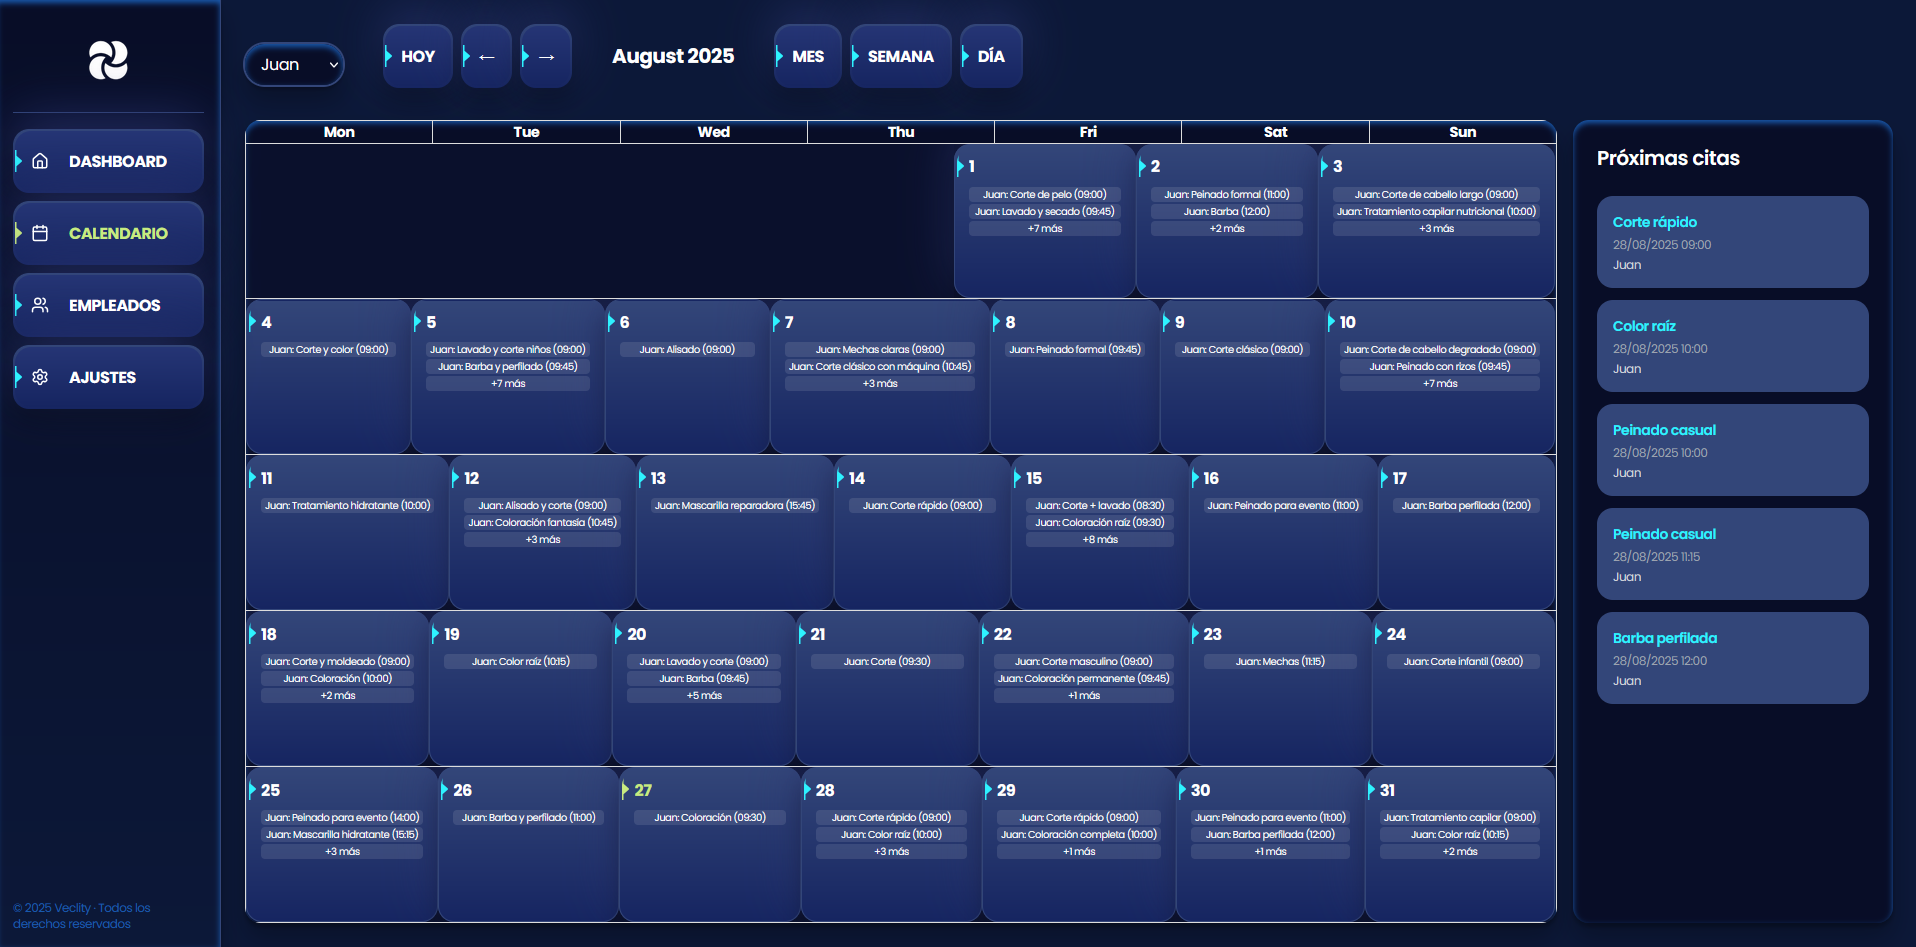 Juan
HOY
←
→
August 2025
MES
SEMANA
DÍA
DASHBOARD
CALENDARIO
EMPLEADOS
AJUSTES
© 2025 Veclity · Todos los
derechos reservados
Mon Tue Wed Thu Fri Sat Sun
1
Juan: Corte de pelo (09:00)
Juan: Lavado y secado (09:45)
+7 más
2
Juan: Peinado formal (11:00)
Juan: Barba (12:00)
+2 más
3
Juan: Corte de cabello largo (09:00)
Juan: Tratamiento capilar nutricional (10:00)
+3 más
4
Juan: Corte y color (09:00)
5
Juan: Lavado y corte niños (09:00)
Juan: Barba y perfilado (09:45)
+7 más
6
Juan: Alisado (09:00)
7
Juan: Mechas claras (09:00)
Juan: Corte clásico con máquina (10:45)
+3 más
8
Juan: Peinado formal (09:45)
9
Juan: Corte clásico (09:00)
10
Juan: Corte de cabello degradado (09:00)
Juan: Peinado con rizos (09:45)
+7 más
11
Juan: Tratamiento hidratante (10:00)
12
Juan: Alisado y corte (09:00)
Juan: Coloración fantasía (10:45)
+3 más
13
Juan: Mascarilla reparadora (15:45)
14
Juan: Corte rápido (09:00)
15
Juan: Corte + lavado (08:30)
Juan: Coloración raíz (09:30)
+8 más
16
Juan: Peinado para evento (11:00)
17
Juan: Barba perfilada (12:00)
18
Juan: Corte y moldeado (09:00)
Juan: Coloración (10:00)
+2 más
19
Juan: Color raíz (10:15)
20
Juan: Lavado y corte (09:00)
Juan: Barba (09:45)
+5 más
21
Juan: Corte (09:30)
22
Juan: Corte masculino (09:00)
Juan: Coloración permanente (09:45)
+1 más
23
Juan: Mechas (11:15)
24
Juan: Corte infantil (09:00)
25
Juan: Peinado para evento (14:00)
Juan: Mascarilla hidratante (15:15)
+3 más
26
Juan: Barba y perfilado (11:00)
27
Juan: Coloración (09:30)
28
Juan: Corte rápido (09:00)
Juan: Color raíz (10:00)
+3 más
29
Juan: Corte rápido (09:00)
Juan: Coloración completa (10:00)
+1 más
30
Juan: Peinado para evento (11:00)
Juan: Barba perfilada (12:00)
+1 más
31
Juan: Tratamiento capilar (09:00)
Juan: Color raíz (10:15)
+2 más
Próximas citas
Corte rápido
28/08/2025 09:00
Juan
Color raíz
28/08/2025 10:00
Juan
Peinado casual
28/08/2025 10:00
Juan
Peinado casual
28/08/2025 11:15
Juan
Barba perfilada
28/08/2025 12:00
Juan